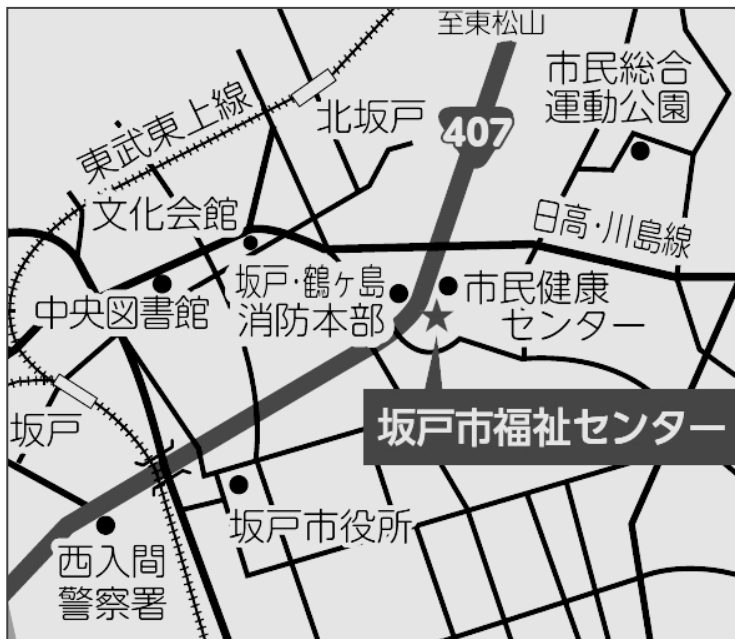 至東松山
市民総合
運動公園
北坂戸
407
東武東上線
文化会館
日高・川島線
中央図書館
坂戸・鶴ヶ島
消防本部
市民健康
センター
坂戸市福祉センター
坂戸
坂戸市役所
西入間
警察署